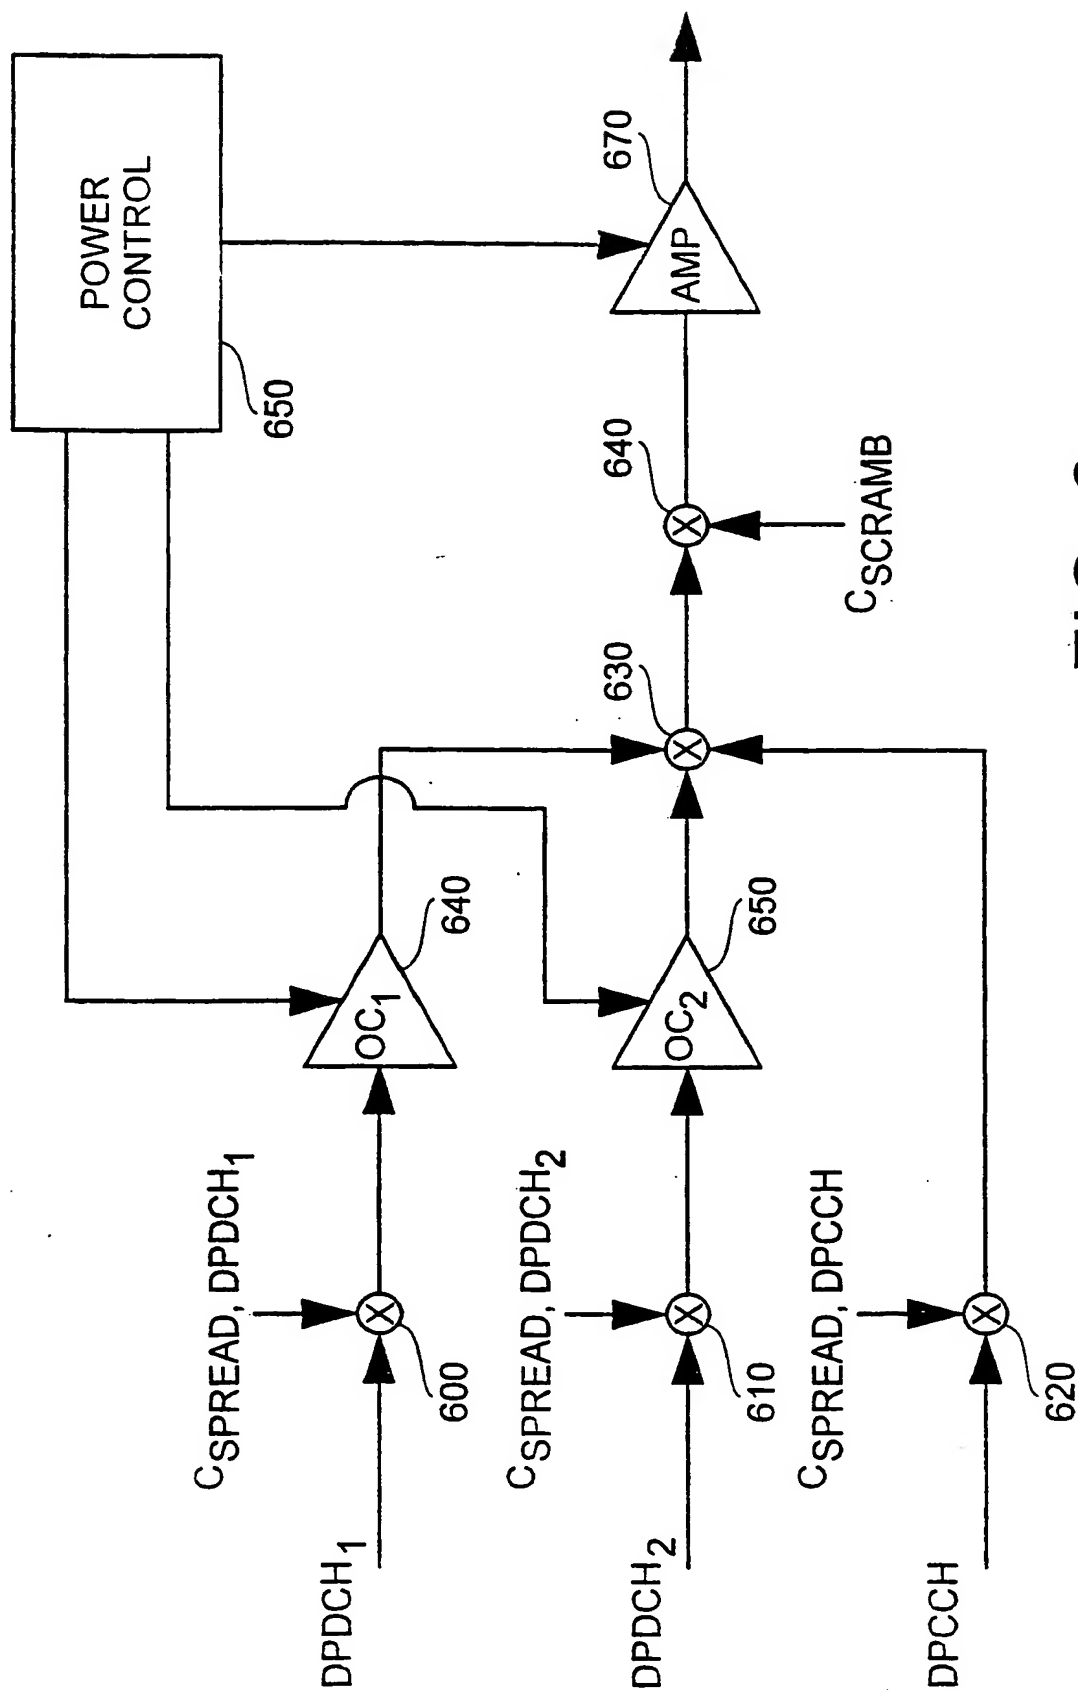 POWER
CONTROL
650
670
AMP
640
CSCRAMB
630
OC1
640
OC2
650
CSPREAD, DPDCH1
600
DPDCH1
CSPREAD, DPDCH2
610
DPDCH2
CSPREAD, DPCCH
620
DPCCH